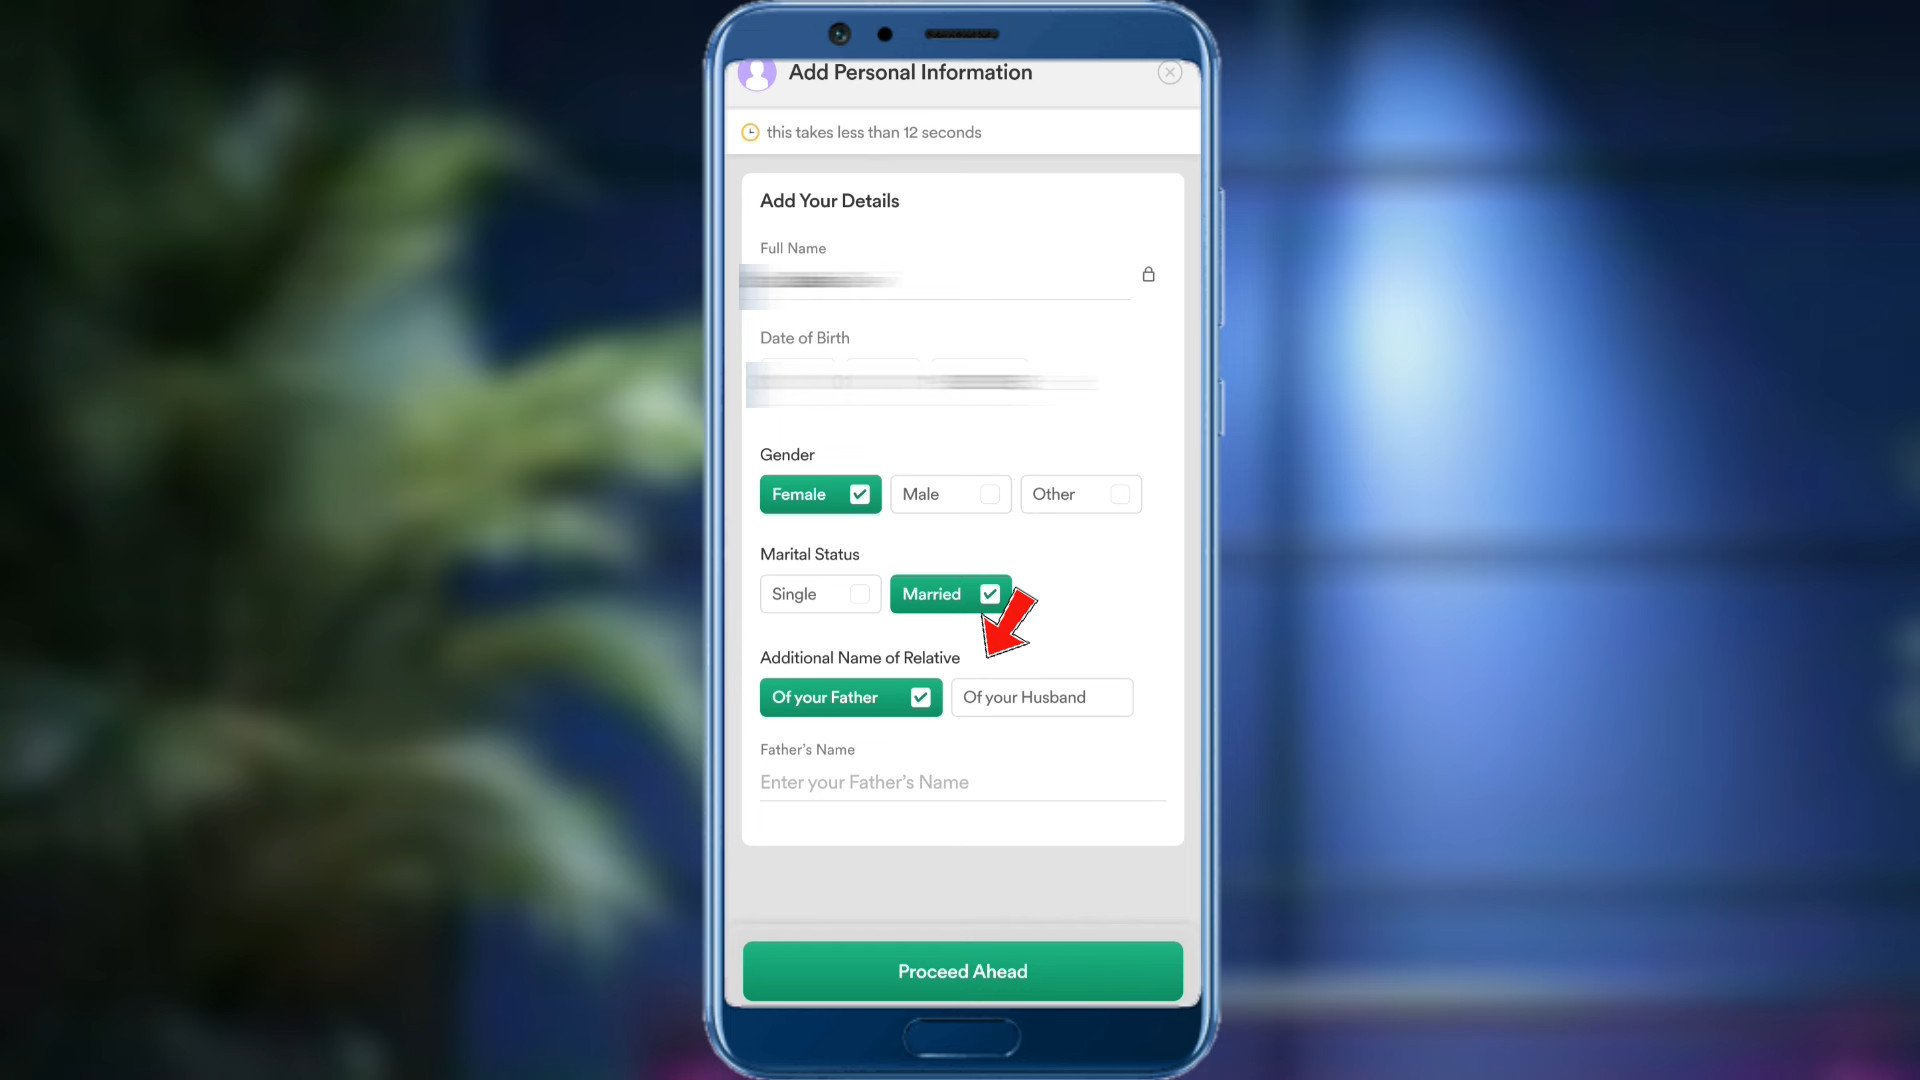 Add Personal Information
this takes less than 12 seconds
Add Your Details
Full Name
Date of Birth
Gender
Female
Male
Other
Marital Status
Single
Married
Additional Name of Relative
Of your Father
Of your Husband
Father's Name
Enter your Father's Name
Proceed Ahead